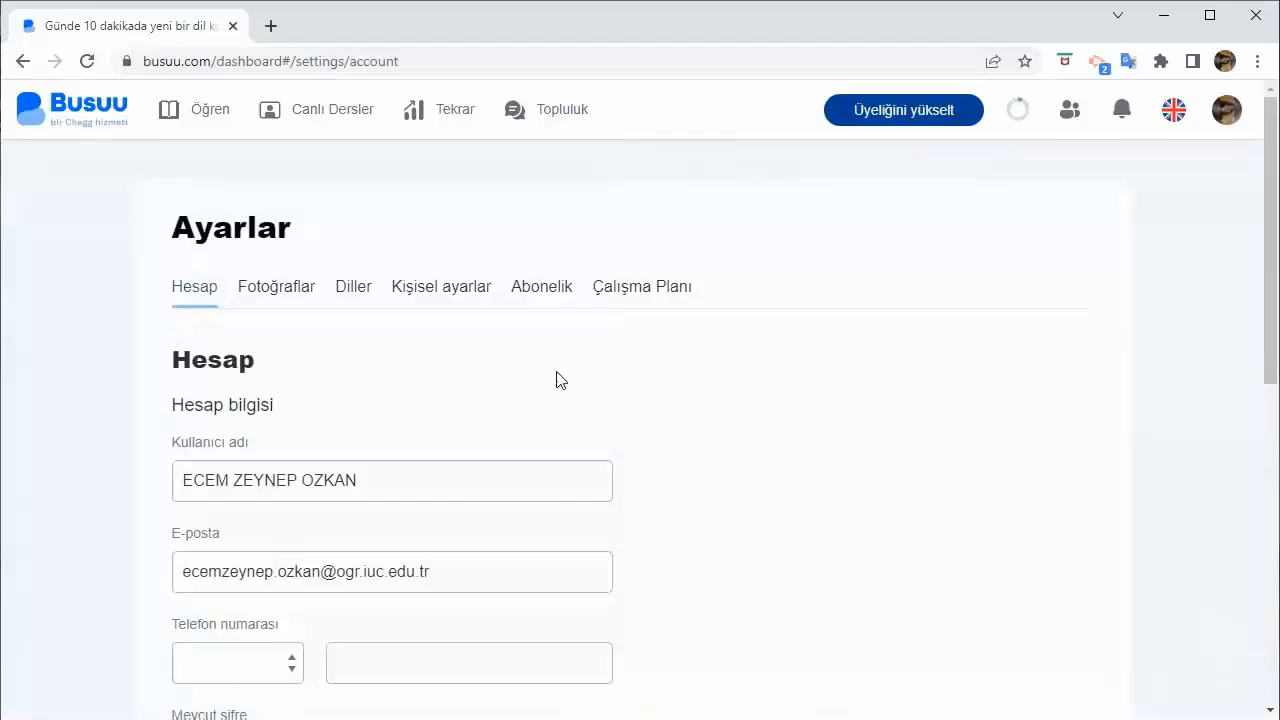 Günde 10 dakikada yeni bir dil
busuu.com/dashboard#/settings/account
2
Busuu
bir Chegg hizmeti
Öğren
Canlı Dersler
Tekrar
Topluluk
Üyeliğini yükselt
Ayarlar
Hesap
Fotoğraflar
Diller
Kişisel ayarlar
Abonelik
Çalışma Planı
Hesap
Hesap bilgisi
Kullanıcı adı
ECEM ZEYNEP OZKAN
E-posta
ecemzeynep.ozkan@ogr.iuc.edu.tr
Telefon numarası
Mevcut şifre